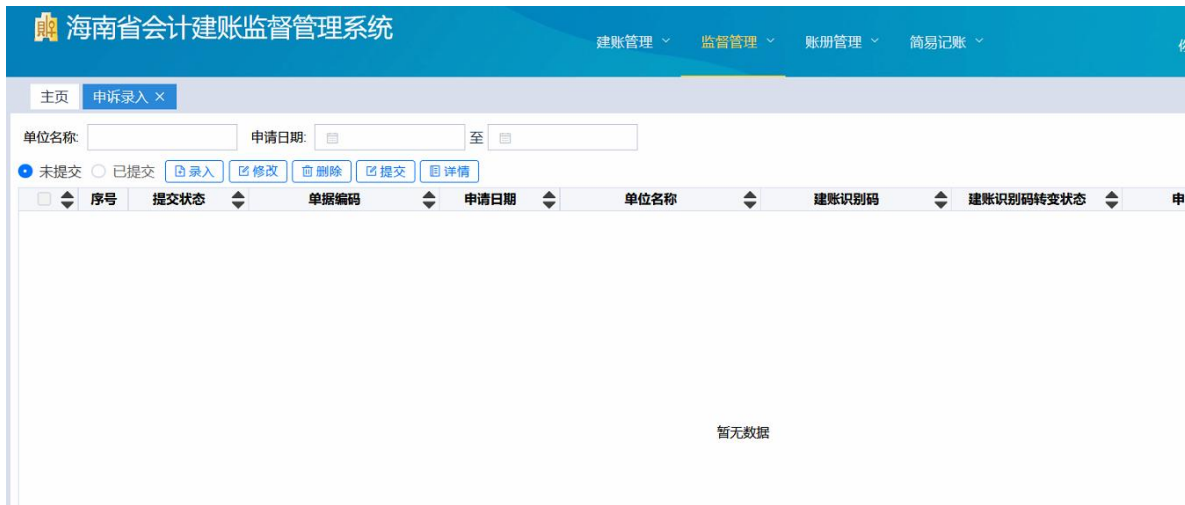 海南省会计建账监督管理系统
建账管理 监督管理 账册管理 简易记账
主页 申诉录入 ×
单位名称: 申请日期: 至
未提交 已提交 录入 修改 删除 提交 详情
序号 提交状态 单据编码 申请日期 单位名称 建账识别码 建账识别码转变状态 申
暂无数据